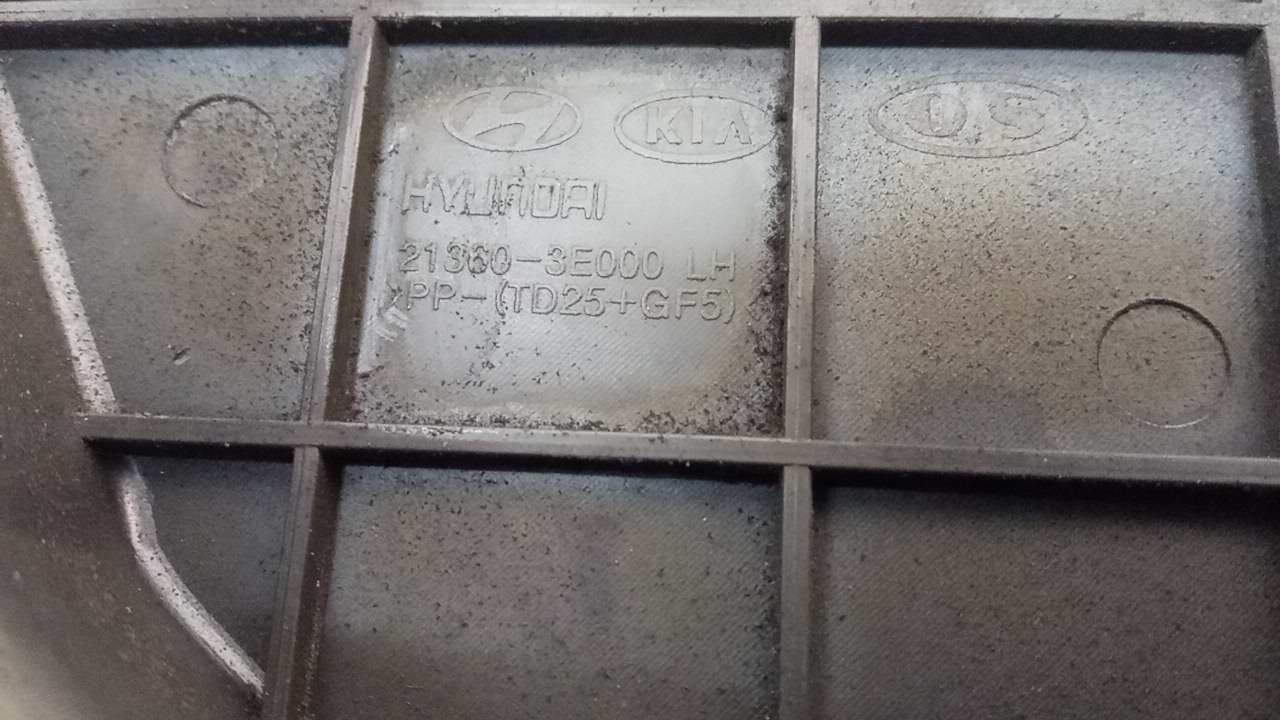 KIA
HYUNDAI
21360-3E000 LH
>PP-(TD25+GF5)<